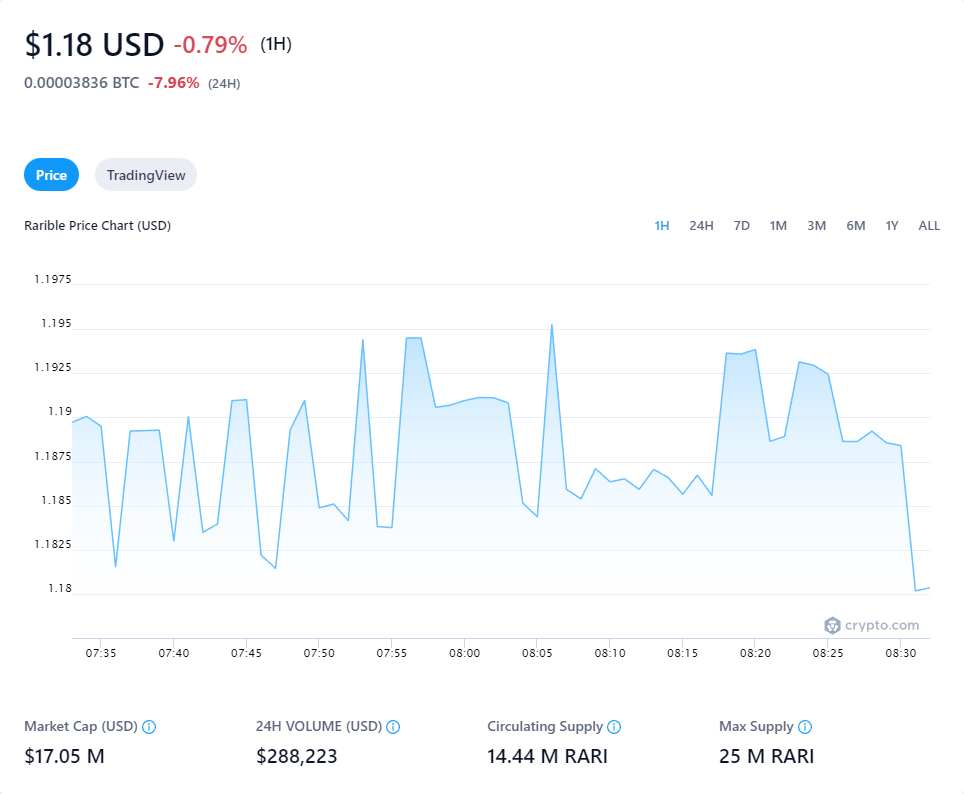 $1.18 USD -0.79% (1H)
0.00003836 BTC -7.96% (24H)
Price TradingView
Rarible Price Chart (USD) 1H 24H 7D 1M 3M 6M 1Y ALL
1.1975
1.195
1.1925
1.19
1.1875
1.185
1.1825
1.18
crypto.com
07:35 07:40 07:45 07:50 07:55 08:00 08:05 08:10 08:15 08:20 08:25 08:30
Market Cap (USD) 24H VOLUME (USD) Circulating Supply Max Supply
$17.05 M $288,223 14.44 M RARI 25 M RARI